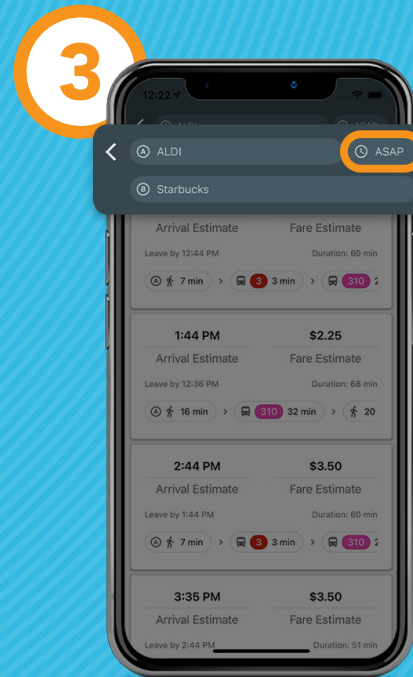 3
12:22
A ALDI ASAP
B Starbucks
Arrival Estimate Fare Estimate
Leave by 12:44 PM Duration: 60 min
A 7 min > 3 3 min > 310
1:44 PM $2.25
Arrival Estimate Fare Estimate
Leave by 12:36 PM Duration: 68 min
A 16 min > 310 32 min > 20
2:44 PM $3.50
Arrival Estimate Fare Estimate
Leave by 1:44 PM Duration: 60 min
A 7 min > 3 3 min > 310
3:35 PM $3.50
Arrival Estimate Fare Estimate
Leave by 2:44 PM Duration: 51 min